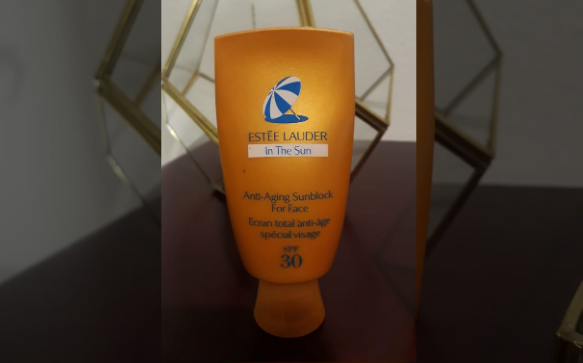 ESTĒE LAUDER
In The Sun
Anti-Aging Sunblock
For Face
Ecran total anti-âge
spécial visage
SPF
30